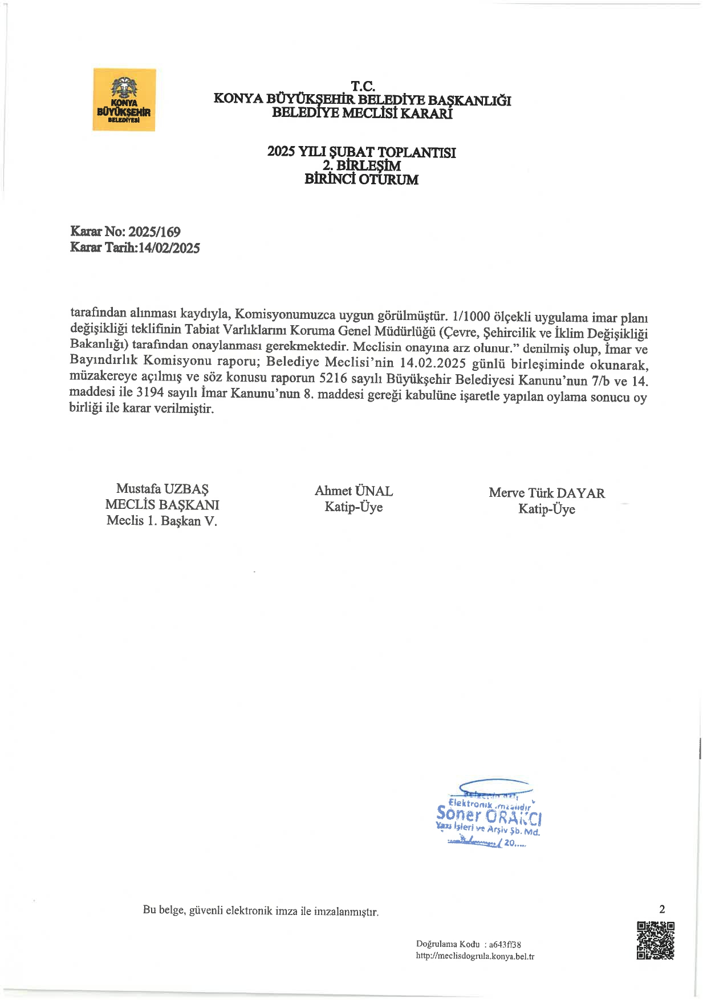 KONYA
BÜYÜKŞEHİR
BELEDİYESİ
T.C.
KONYA BÜYÜKŞEHİR BELEDİYE BAŞKANLIĞI
BELEDİYE MECLİSİ KARARI
2025 YILI ŞUBAT TOPLANTISI
2. BİRLEŞİM
BİRİNCİ OTURUM
Karar No: 2025/169
Karar Tarih:14/02/2025
tarafından alınması kaydıyla, Komisyonumuzca uygun görülmüştür. 1/1000 ölçekli uygulama imar planı
değişikliği teklifinin Tabiat Varlıklarını Koruma Genel Müdürlüğü (Çevre, Şehircilik ve İklim Değişikliği
Bakanlığı) tarafından onaylanması gerekmektedir. Meclisin onayına arz olunur.” denilmiş olup, İmar ve
Bayındırlık Komisyonu raporu; Belediye Meclisi’nin 14.02.2025 günlü birleşiminde okunarak,
müzakereye açılmış ve söz konusu raporun 5216 sayılı Büyükşehir Belediyesi Kanunu’nun 7/b ve 14.
maddesi ile 3194 sayılı İmar Kanunu’nun 8. maddesi gereği kabulüne işaretle yapılan oylama sonucu oy
birliği ile karar verilmiştir.
Mustafa UZBAŞ
MECLİS BAŞKANI
Meclis 1. Başkan V.
Ahmet ÜNAL
Katip-Üye
Merve Türk DAYAR
Katip-Üye
Elektronik
Soner ORAKCI
Yazı İşleri ve Arşiv Şb. Md.
/ 20.....
Bu belge, güvenli elektronik imza ile imzalanmıştır.
2
Doğrulama Kodu : a643ff38
http://meclisdogrula.konya.bel.tr